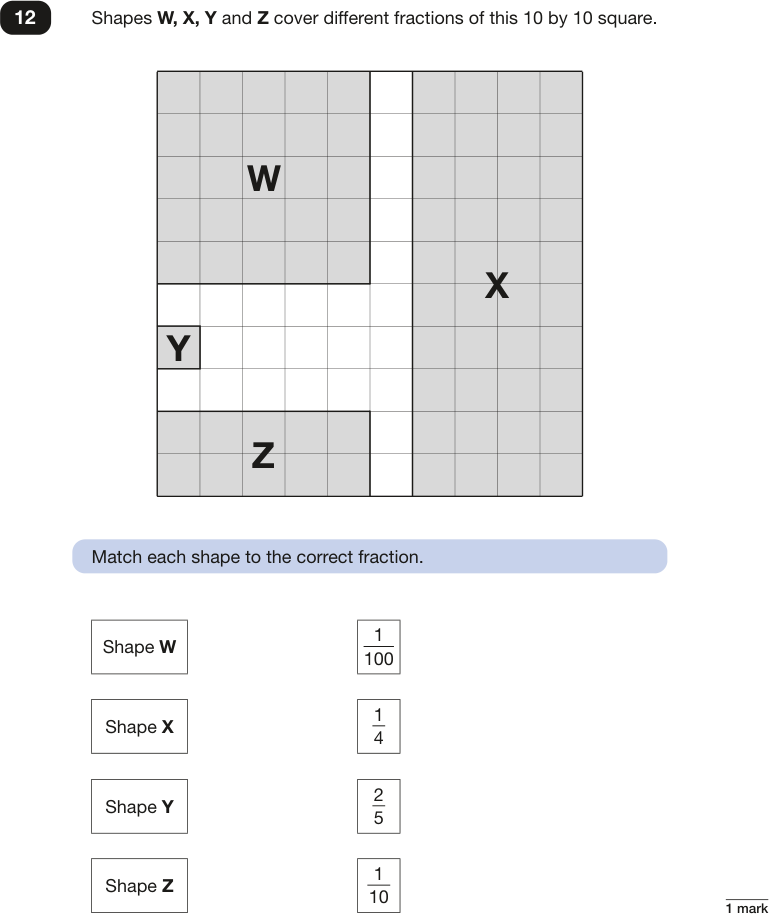 12
Shapes W, X, Y and Z cover different fractions of this 10 by 10 square.
W
X
Y
Z
Match each shape to the correct fraction.
Shape W
1
100
Shape X
1
4
Shape Y
2
5
Shape Z
1
10
1 mark